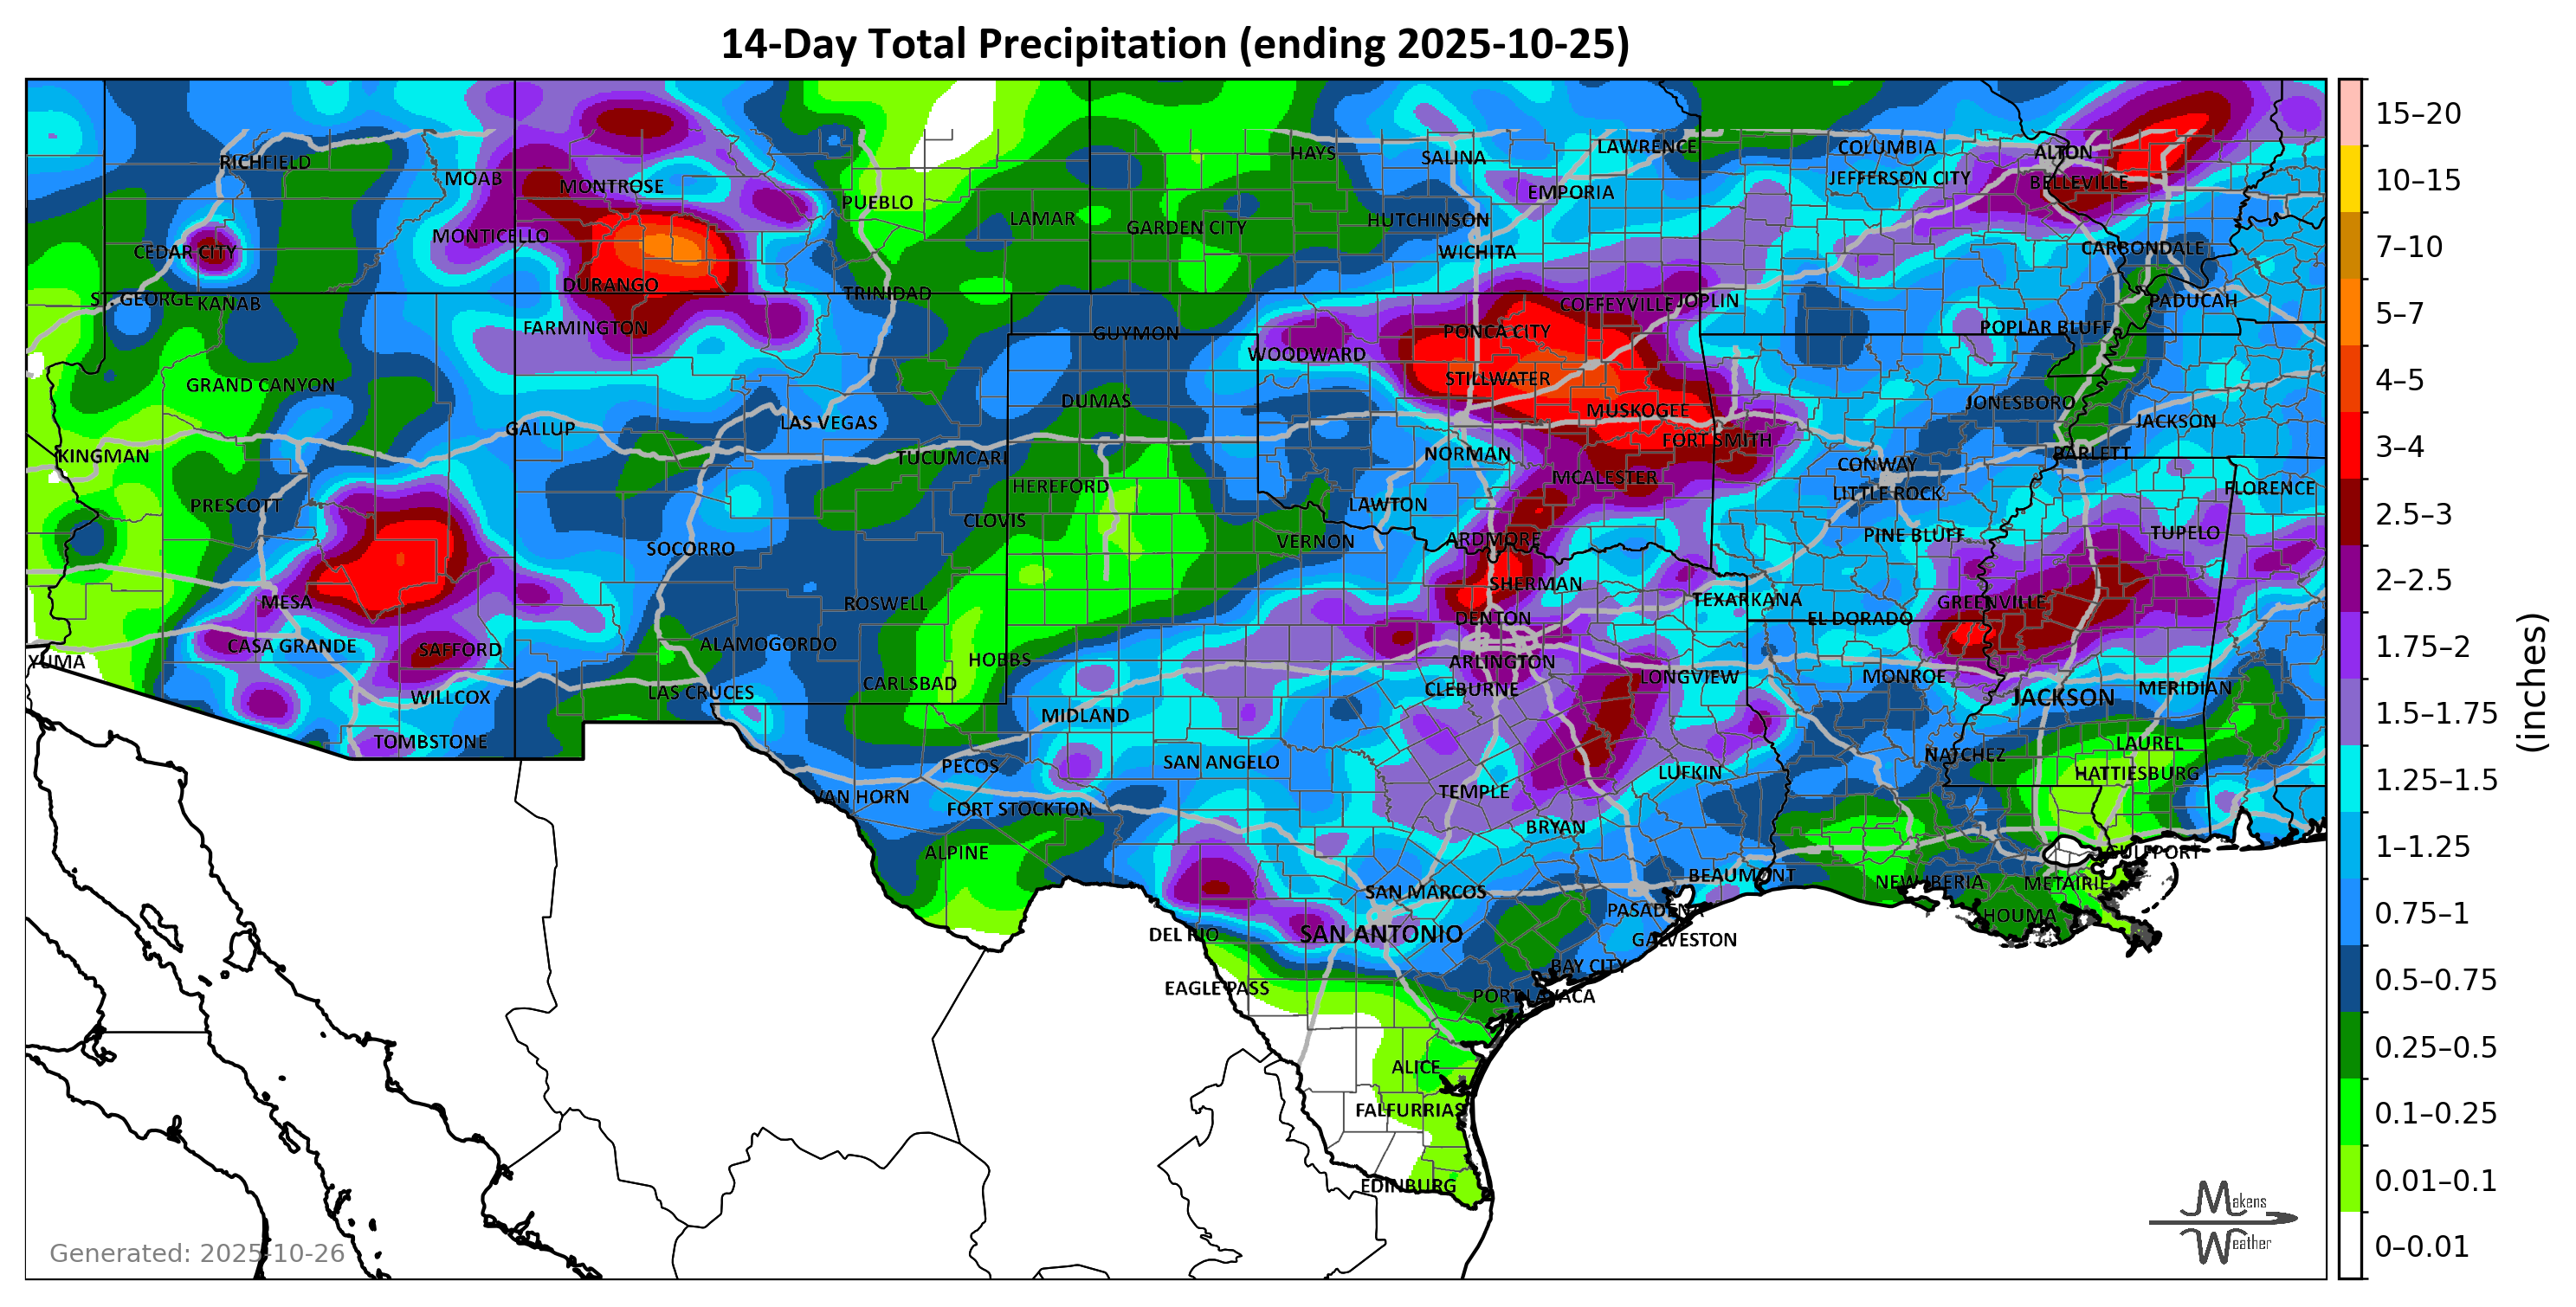 14-Day Total Precipitation (ending 2025-10-25)
RICHFIELD
MOAB
MONTROSE
PUEBLO
LAMAR
GARDEN CITY
HAYS
SALINA
LAWRENCE
EMPORIA
HUTCHINSON
WICHITA
COLUMBIA
JEFFERSON CITY
ALTON
BELLEVILLE
CARBONDALE
CEDAR CITY
MONTICELLO
DURANGO
TRINIDAD
COFFEYVILLE
JOPLIN
PADUCAH
ST. GEORGE
KANAB
FARMINGTON
GUYMON
WOODWARD
PONCA CITY
POPLAR BLUFF
GRAND CANYON
STILLWATER
DUMAS
MUSKOGEE
JONESBORO
JACKSON
GALLUP
LAS VEGAS
KINGMAN
TUCUMCARI
NORMAN
FORT SMITH
CONWAY
BARLETT
HEREFORD
MCALESTER
LITTLE ROCK
FLORENCE
PRESCOTT
CLOVIS
LAWTON
ARDMORE
VERNON
PINE BLUFF
TUPELO
SOCORRO
SHERMAN
MESA
ROSWELL
DENTON
TEXARKANA
EL DORADO
GREENVILLE
CASA GRANDE
SAFFORD
ALAMOGORDO
HOBBS
ARLINGTON
YUMA
WILLCOX
LAS CRUCES
CARLSBAD
CLEBURNE
LONGVIEW
MONROE
JACKSON
MERIDIAN
TOMBSTONE
MIDLAND
PECOS
SAN ANGELO
LUFKIN
NATCHEZ
LAUREL
HATTIESBURG
VAN HORN
FORT STOCKTON
TEMPLE
BRYAN
ALPINE
GULFPORT
SAN MARCOS
BEAUMONT
NEW IBERIA
METAIRIE
PASADENA
HOUMA
DEL RIO
SAN ANTONIO
GALVESTON
BAY CITY
EAGLE PASS
PORT LAVACA
ALICE
FALFURRIAS
EDINBURG
15–20
10–15
7–10
5–7
4–5
3–4
2.5–3
2–2.5
1.75–2
1.5–1.75
1.25–1.5
1–1.25
0.75–1
0.5–0.75
0.25–0.5
0.1–0.25
0.01–0.1
0–0.01
(inches)
Generated: 2025-10-26
Makens
Weather